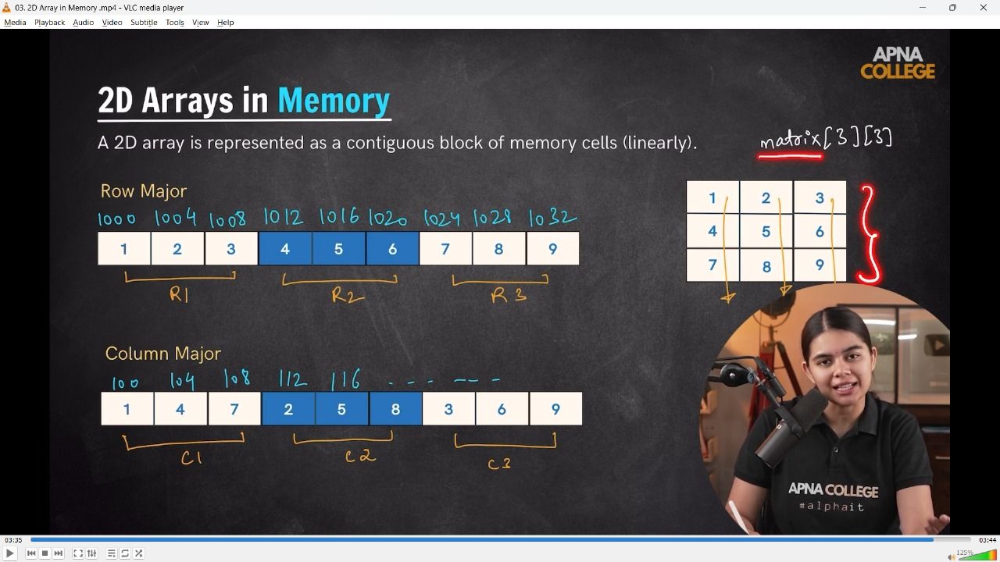 03. 2D Array in Memory .mp4 - VLC media player
Media Playback Audio Video Subtitle Tools View Help
APNA
COLLEGE
2D Arrays in Memory
A 2D array is represented as a contiguous block of memory cells (linearly).
matrix[3][3]
1 2 3
4 5 6
7 8 9
Row Major
1000 1004 1008 1012 1016 1020 1024 1028 1032
1 2 3 4 5 6 7 8 9
R1 R2 R3
Column Major
100 104 108 112 116 - - - - - -
1 4 7 2 5 8 3 6 9
C1 C2 C3
APNA COLLEGE
#alphait
03:35 03:44
125%